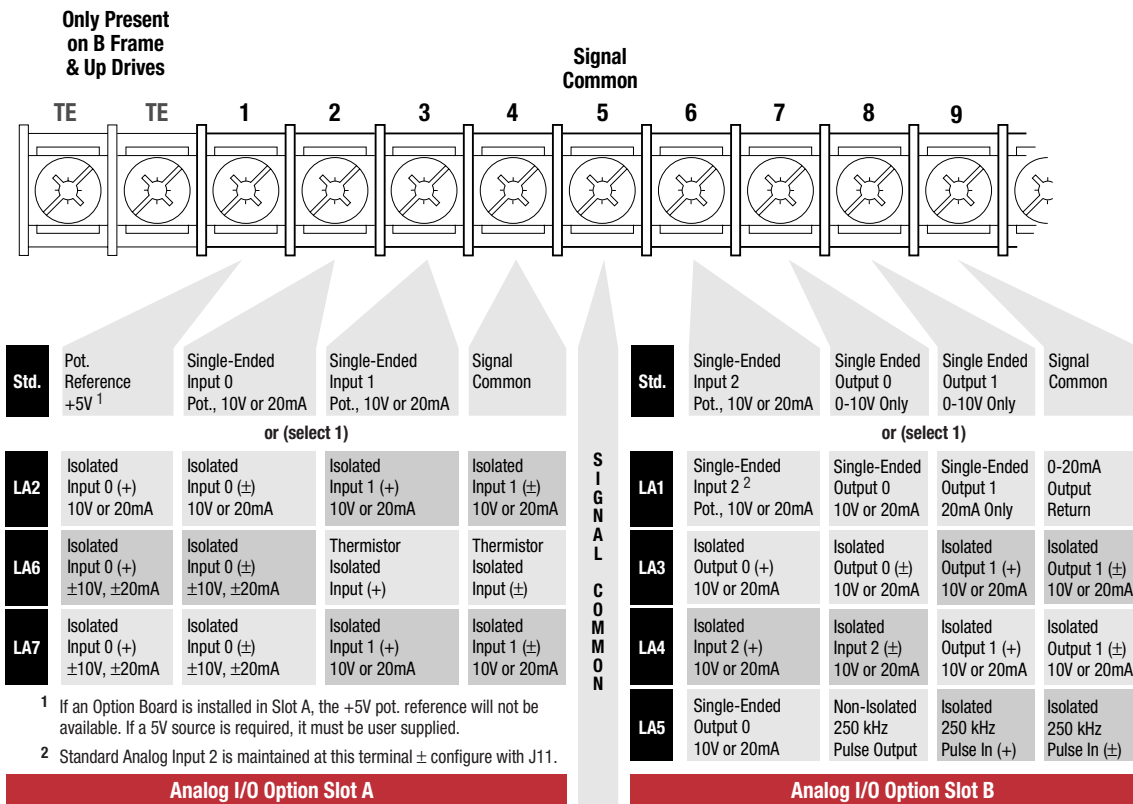 Only Present
on B Frame
& Up Drives
Signal
Common
TE TE 1 2 3 4 5 6 7 8 9
Std.
Pot.
Reference
+5V 1
Single-Ended
Input 0
Pot., 10V or 20mA
Single-Ended
Input 1
Pot., 10V or 20mA
Signal
Common
or (select 1)
LA2
Isolated
Input 0 (+)
10V or 20mA
Isolated
Input 0 (±)
10V or 20mA
Isolated
Input 1 (+)
10V or 20mA
Isolated
Input 1 (±)
10V or 20mA
LA6
Isolated
Input 0 (+)
±10V, ±20mA
Isolated
Input 0 (±)
±10V, ±20mA
Thermistor
Isolated
Input (+)
Thermistor
Isolated
Input (±)
LA7
Isolated
Input 0 (+)
±10V, ±20mA
Isolated
Input 0 (±)
±10V, ±20mA
Isolated
Input 1 (+)
10V or 20mA
Isolated
Input 1 (±)
10V or 20mA
1 If an Option Board is installed in Slot A, the +5V pot. reference will not be
available. If a 5V source is required, it must be user supplied.
2 Standard Analog Input 2 is maintained at this terminal ± configure with J11.
Analog I/O Option Slot A
SIGNAL COMMON
Std.
Single-Ended
Input 2
Pot., 10V or 20mA
Single Ended
Output 0
0-10V Only
Single Ended
Output 1
0-10V Only
Signal
Common
or (select 1)
LA1
Single-Ended
Input 2 2
Pot., 10V or 20mA
Single-Ended
Output 0
10V or 20mA
Single-Ended
Output 1
20mA Only
0-20mA
Output
Return
LA3
Isolated
Output 0 (+)
10V or 20mA
Isolated
Output 0 (±)
10V or 20mA
Isolated
Output 1 (+)
10V or 20mA
Isolated
Output 1 (±)
10V or 20mA
LA4
Isolated
Input 2 (+)
10V or 20mA
Isolated
Input 2 (±)
10V or 20mA
Isolated
Output 1 (+)
10V or 20mA
Isolated
Output 1 (±)
10V or 20mA
LA5
Single-Ended
Output 0
10V or 20mA
Non-Isolated
250 kHz
Pulse Output
Isolated
250 kHz
Pulse In (+)
Isolated
250 kHz
Pulse In (±)
Analog I/O Option Slot B